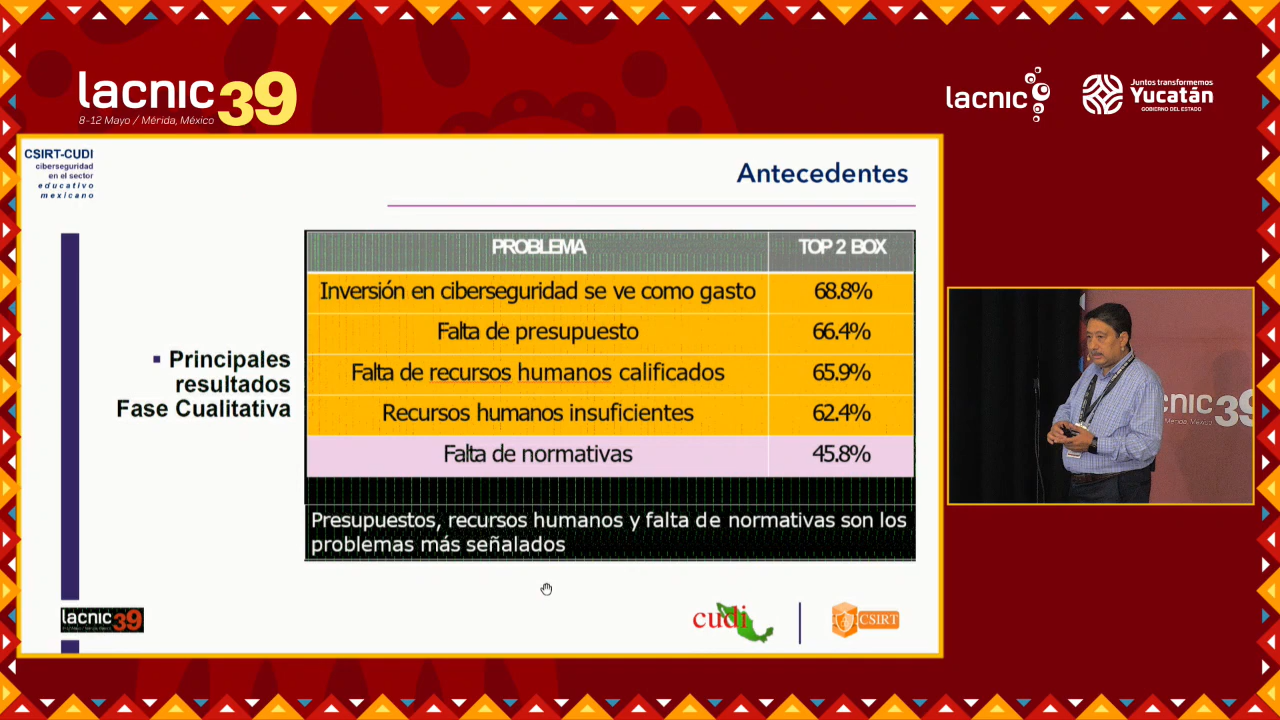 lacnic39
8-12 Mayo / Mérida, México
lacnic
Juntos transformemos
Yucatán
GOBIERNO DEL ESTADO
CSIRT-CUDI
ciberseguridad
en el sector
educativo
mexicano
Antecedentes
▪ Principales
resultados
Fase Cualitativa
PROBLEMA TOP 2 BOX
Inversión en ciberseguridad se ve como gasto 68.8%
Falta de presupuesto 66.4%
Falta de recursos humanos calificados 65.9%
Recursos humanos insuficientes 62.4%
Falta de normativas 45.8%
Presupuestos, recursos humanos y falta de normativas son los
problemas más señalados
lacnic39
cudi
CSIRT
cnic39
Mérida, México